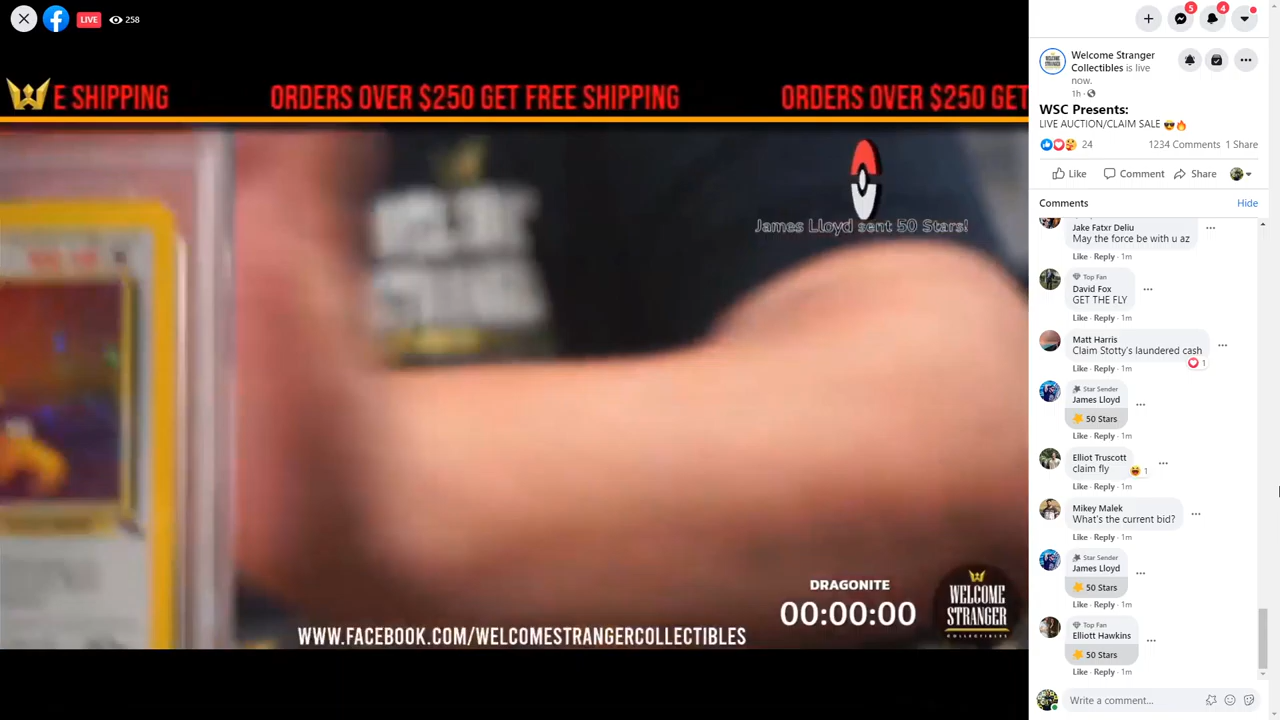 LIVE
258
5
4
E SHIPPING
ORDERS OVER $250 GET FREE SHIPPING
ORDERS OVER $250 GET
James Lloyd sent 50 Stars!
DRAGONITE
00:00:00
WELCOME
STRANGER
COLLECTIBLES
WWW.FACEBOOK.COM/WELCOMESTRANGERCOLLECTIBLES
Welcome Stranger
Collectibles is live
now.
1h ·
WSC Presents:
LIVE AUCTION/CLAIM SALE 😎🔥
24
1234 Comments 1 Share
Like Comment Share
Comments Hide
Jake Fatxr Deliu
May the force be with u az
Like · Reply · 1m
Top Fan
David Fox
GET THE FLY
Like · Reply · 1m
Matt Harris
Claim Stotty's laundered cash
1
Like · Reply · 1m
Star Sender
James Lloyd
50 Stars
Like · Reply · 1m
Elliot Truscott
claim fly
1
Like · Reply · 1m
Mikey Malek
What's the current bid?
Like · Reply · 1m
Star Sender
James Lloyd
50 Stars
Like · Reply · 1m
Top Fan
Elliott Hawkins
50 Stars
Like · Reply · 1m
Write a comment...